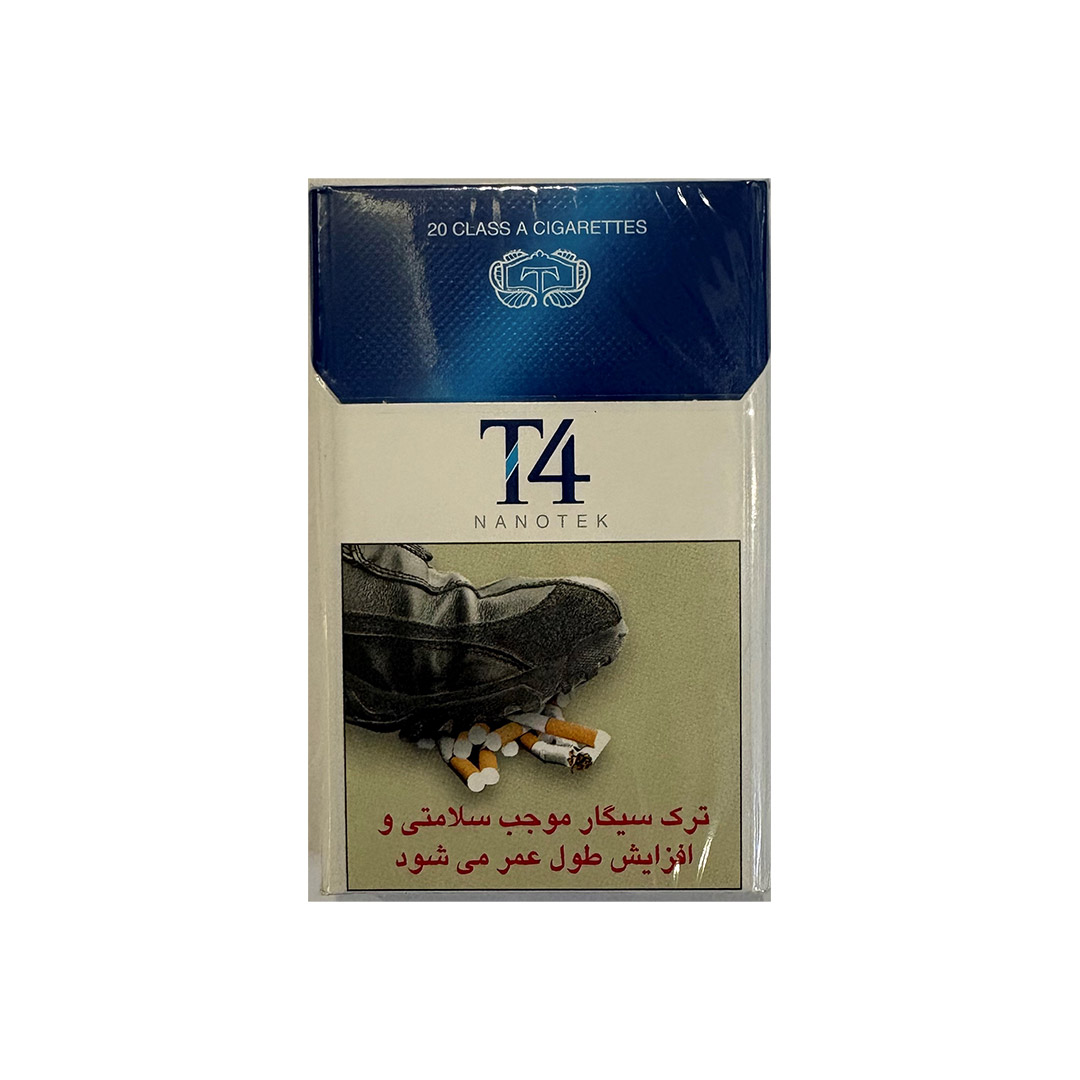 20 CLASS A CIGARETTES
T
T4
NANOTEK
ترک سیگار موجب سلامتی و
افزایش طول عمر می شود